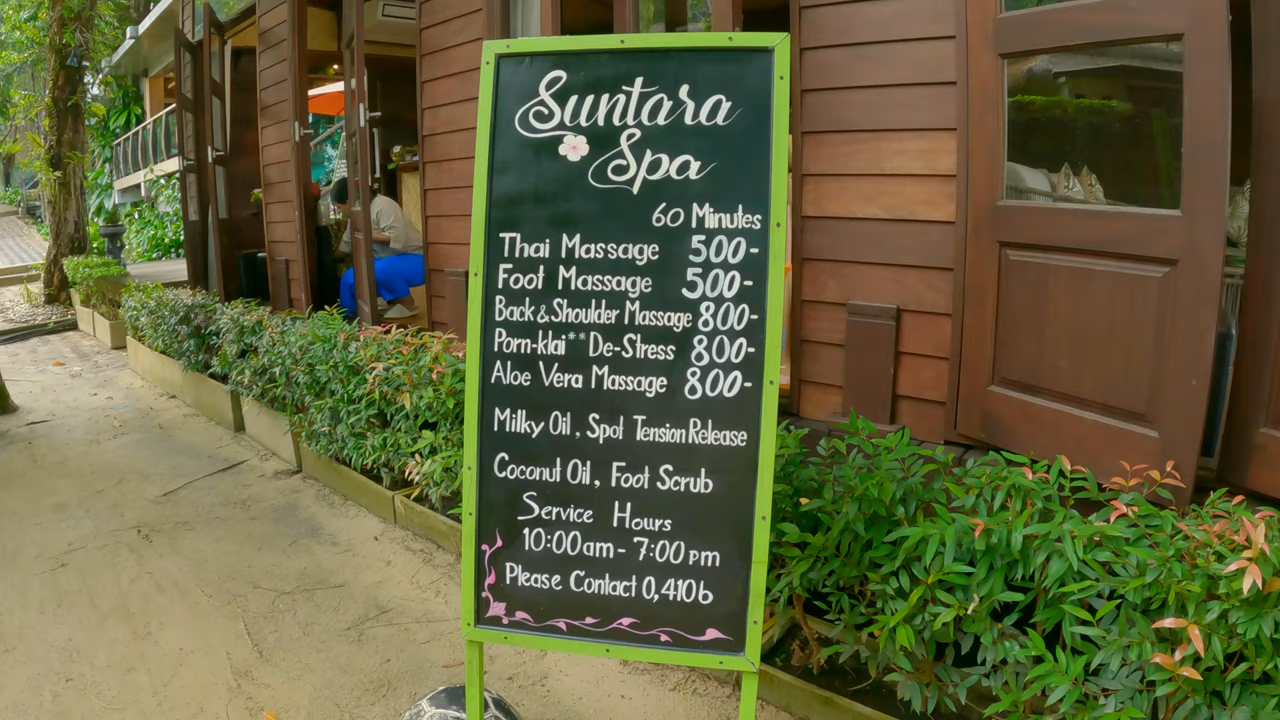 Suntara
Spa
60 Minutes
Thai Massage 500-
Foot Massage 500-
Back & Shoulder Massage 800-
Porn-klai** De-Stress 800-
Aloe Vera Massage 800-
Milky Oil, Spot Tension Release
Coconut Oil, Foot Scrub
Service Hours
10:00am - 7:00pm
Please Contact 0,4106